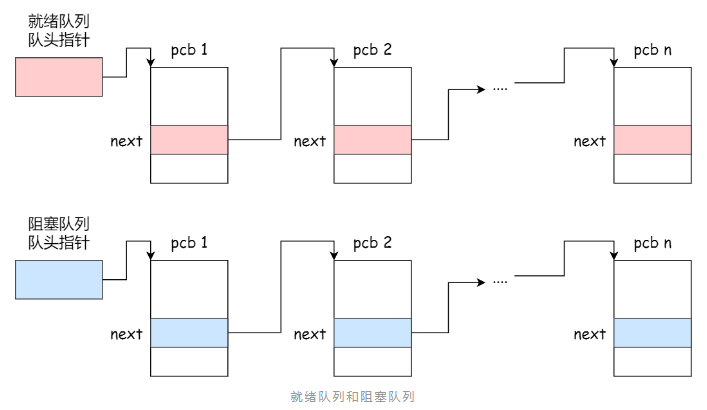 就绪队列
队头指针
pcb 1
pcb 2
pcb n
....
next
next
next
阻塞队列
队头指针
pcb 1
pcb 2
pcb n
....
next
next
next
就绪队列和阻塞队列